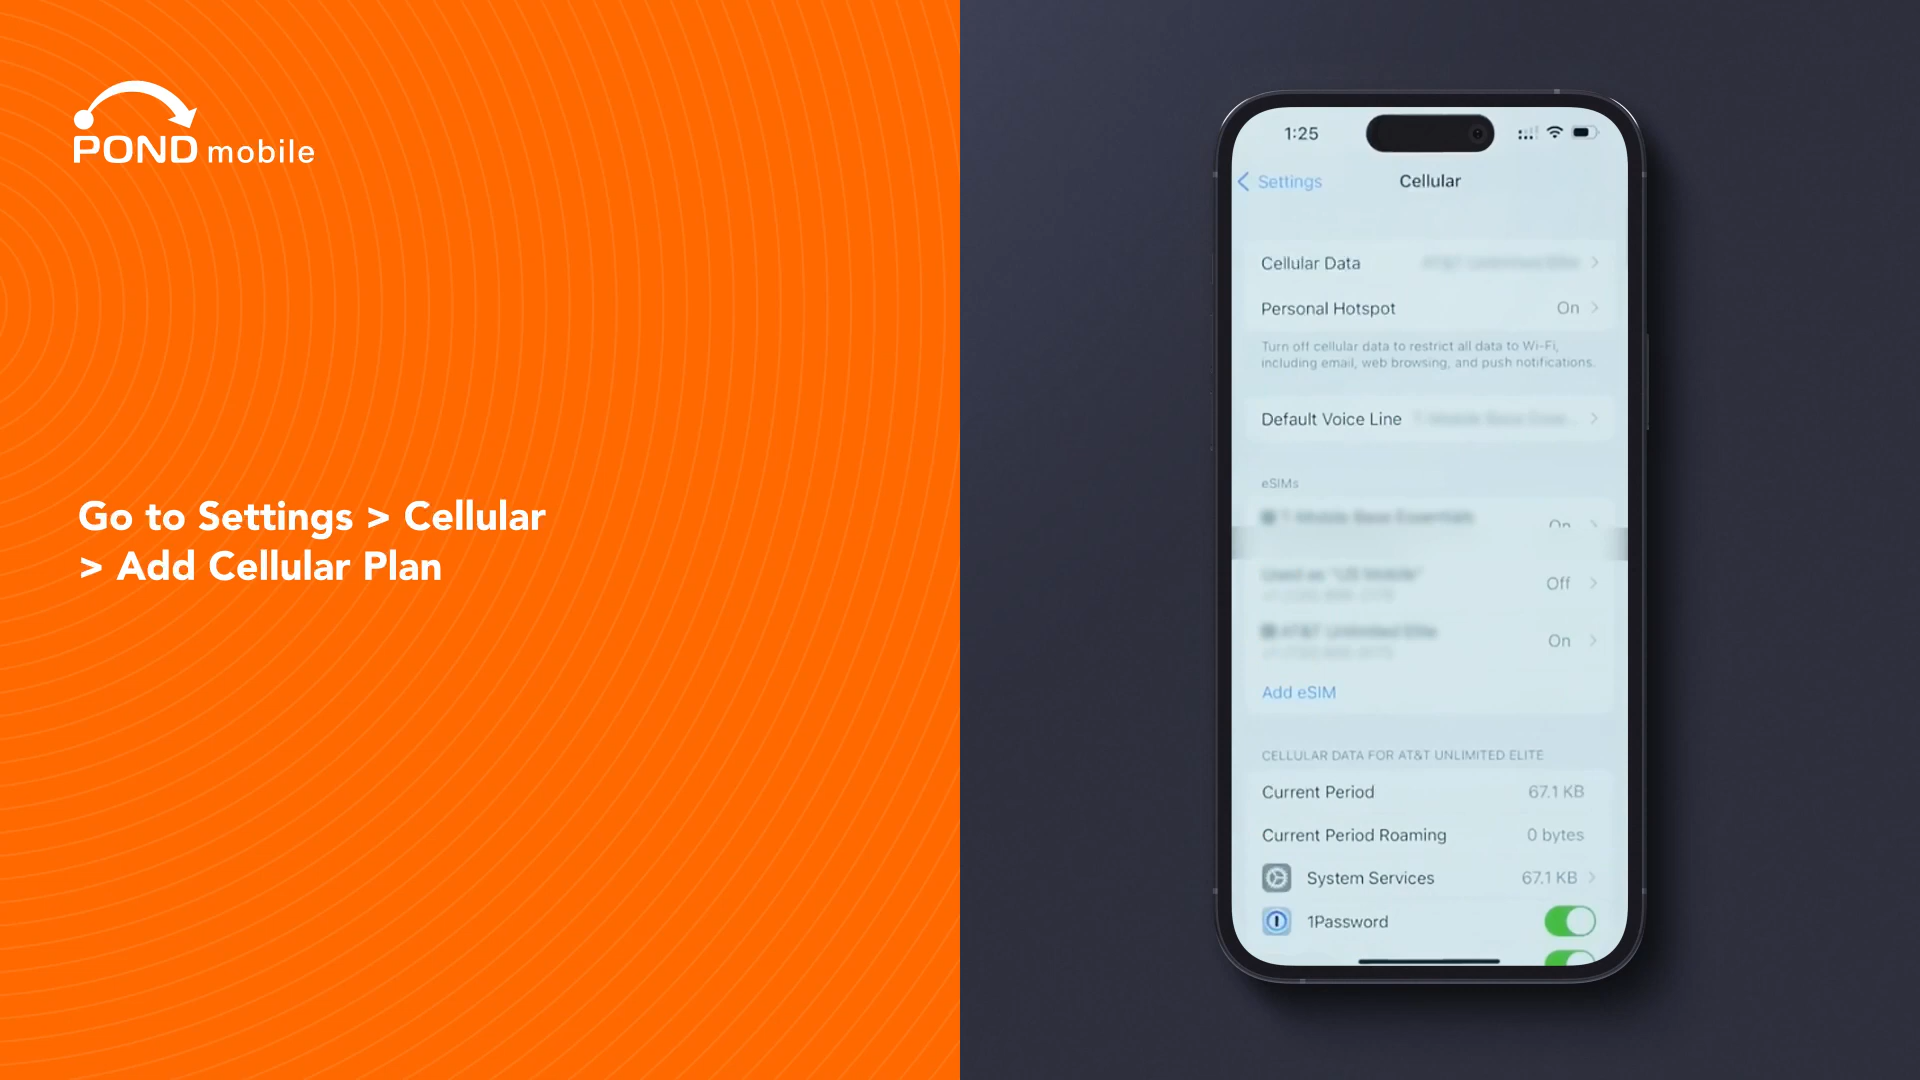 POND mobile
Go to Settings > Cellular
> Add Cellular Plan
1:25
Settings
Cellular
Cellular Data
Personal Hotspot On
Turn off cellular data to restrict all data to Wi-Fi,
including email, web browsing, and push notifications.
Default Voice Line
eSIMs
On
Off
On
Add eSIM
CELLULAR DATA FOR AT&T UNLIMITED ELITE
Current Period 67.1 KB
Current Period Roaming 0 bytes
System Services 67.1 KB
1Password